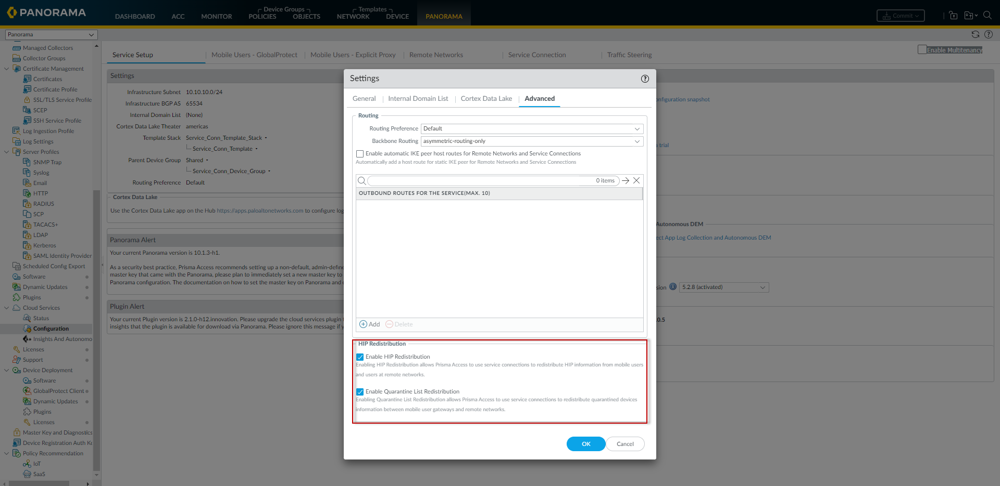 PANORAMA
DASHBOARD
ACC
MONITOR
Device Groups
POLICIES
OBJECTS
Templates
NETWORK
DEVICE
PANORAMA
Commit
Panorama
Managed Collectors
Collector Groups
Certificate Management
Certificates
Certificate Profile
SSL/TLS Service Profile
SCEP
SSH Service Profile
Log Ingestion Profile
Log Settings
Server Profiles
SNMP Trap
Syslog
Email
HTTP
RADIUS
SCP
TACACS+
LDAP
Kerberos
SAML Identity Provider
Scheduled Config Export
Software
Dynamic Updates
Plugins
Cloud Services
Status
Configuration
Insights And Autonomo
Licenses
Support
Device Deployment
Software
GlobalProtect Client
Dynamic Updates
Plugins
Licenses
Master Key and Diagnostics
Device Registration Auth Ke
Policy Recommendation
IoT
SaaS
Service Setup
Mobile Users - GlobalProtect
Mobile Users - Explicit Proxy
Remote Networks
Service Connection
Traffic Steering
Enable Multitenancy
Settings
Infrastructure Subnet 10.10.10.0/24
Infrastructure BGP AS 65534
Internal Domain List (None)
Cortex Data Lake Theater americas
Template Stack Service_Conn_Template_Stack
Service_Conn_Template
Parent Device Group Shared
Service_Conn_Device_Group
Routing Preference Default
Cortex Data Lake
Use the Cortex Data Lake app on the Hub https://apps.paloaltonetworks.com to configure log
Panorama Alert
Your current Panorama version is 10.1.3-h1.
As a security best practice, Prisma Access recommends setting up a non-default, admin-define
master key that came with the Panorama, please plan to immediately set a new master key to
Panorama configuration. The documentation on how to set the master key on Panorama and
Plugin Alert
Your current Plugin version is 2.1.0-h12.innovation. Please upgrade the cloud services plugin
insights that the plugin is available for download via Panorama. Please ignore this message if y
Settings
General
Internal Domain List
Cortex Data Lake
Advanced
Routing
Routing Preference Default
Backbone Routing asymmetric-routing-only
Enable automatic IKE peer host routes for Remote Networks and Service Connections
Automatically add a host route for static IKE peer for Remote Networks and Service Connections
0 items
OUTBOUND ROUTES FOR THE SERVICE(MAX. 10)
Add
Delete
HIP Redistribution
Enable HIP Redistribution
Enabling HIP Redistribution allows Prisma Access to use service connections to redistribute HIP information from mobile users
and users at remote networks.
Enable Quarantine List Redistribution
Enabling Quarantine List Redistribution allows Prisma Access to use service connections to redistribute quarantined devices
information between mobile user gateways and remote networks.
OK
Cancel
onfiguration snapshot
trial
Autonomous DEM
ect App Log Collection and Autonomous DEM
sion 5.2.8 (activated)
0.5